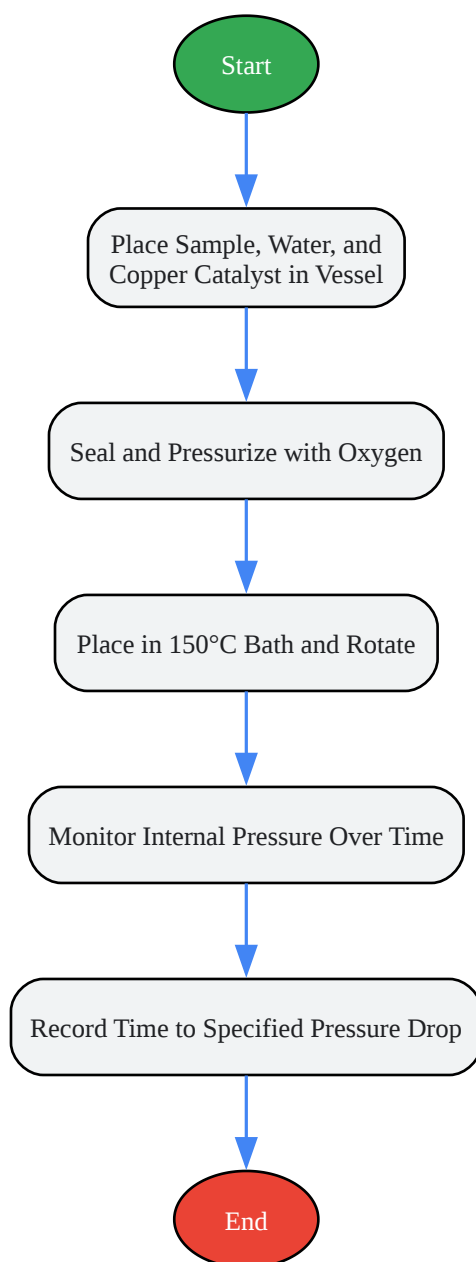 Start
Place Sample, Water, and
Copper Catalyst in Vessel
Seal and Pressurize with Oxygen
Place in 150°C Bath and Rotate
Monitor Internal Pressure Over Time
Record Time to Specified Pressure Drop
End